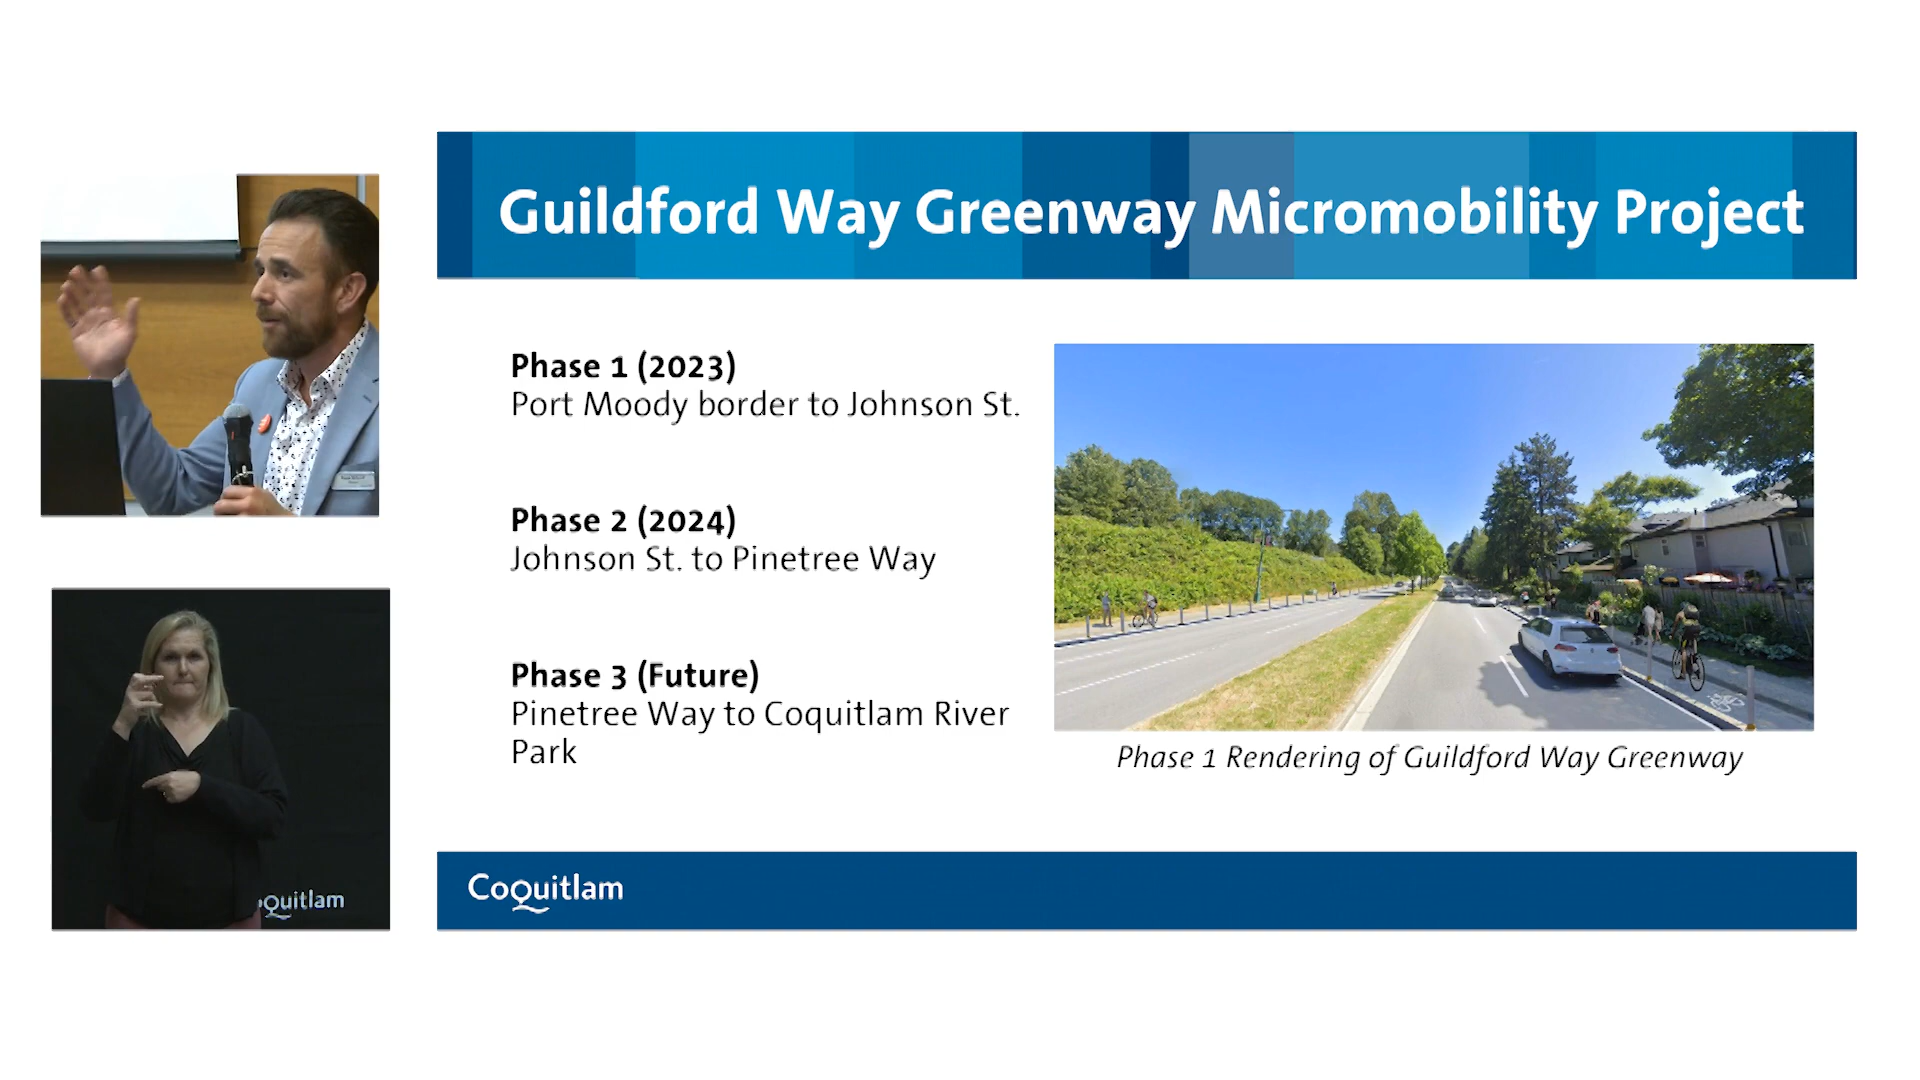 Guildford Way Greenway Micromobility Project
Phase 1 (2023)
Port Moody border to Johnson St.
Phase 2 (2024)
Johnson St. to Pinetree Way
Phase 3 (Future)
Pinetree Way to Coquitlam River
Park
Phase 1 Rendering of Guildford Way Greenway
Coquitlam
oquitlam